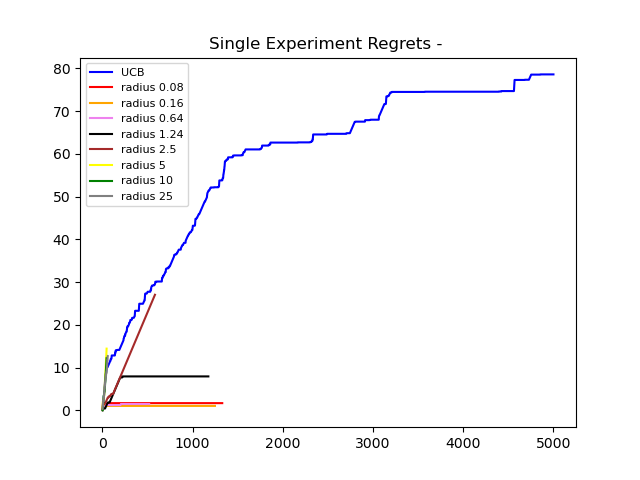 Single Experiment Regrets -
80
70
60
50
40
30
20
10
0
UCB
radius 0.08
radius 0.16
radius 0.64
radius 1.24
radius 2.5
radius 5
radius 10
radius 25
0 1000 2000 3000 4000 5000